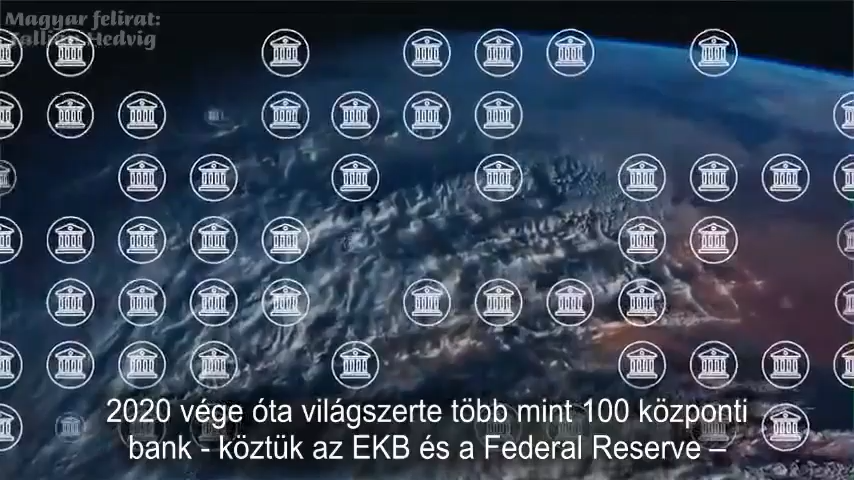 Magyar felirat:
Hedvig
2020 vége óta világszerte több mint 100 központi
bank - köztük az EKB és a Federal Reserve –